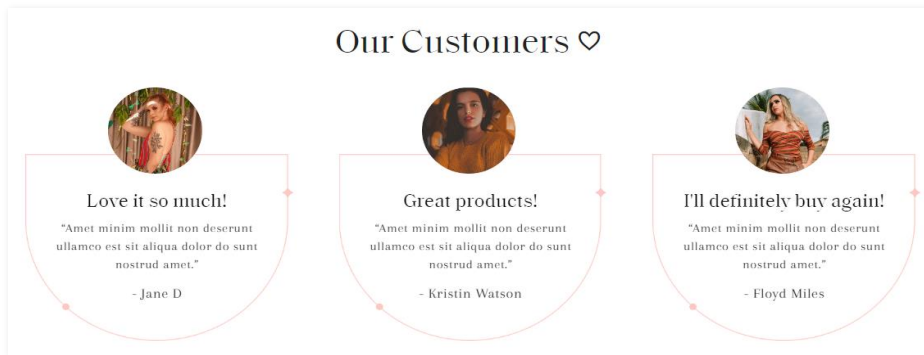 Our Customers ♡
Love it so much!
“Amet minim mollit non deserunt
ullamco est sit aliqua dolor do sunt
nostrud amet.”
- Jane D
Great products!
“Amet minim mollit non deserunt
ullamco est sit aliqua dolor do sunt
nostrud amet.”
- Kristin Watson
I'll definitely buy again!
“Amet minim mollit non deserunt
ullamco est sit aliqua dolor do sunt
nostrud amet.”
- Floyd Miles